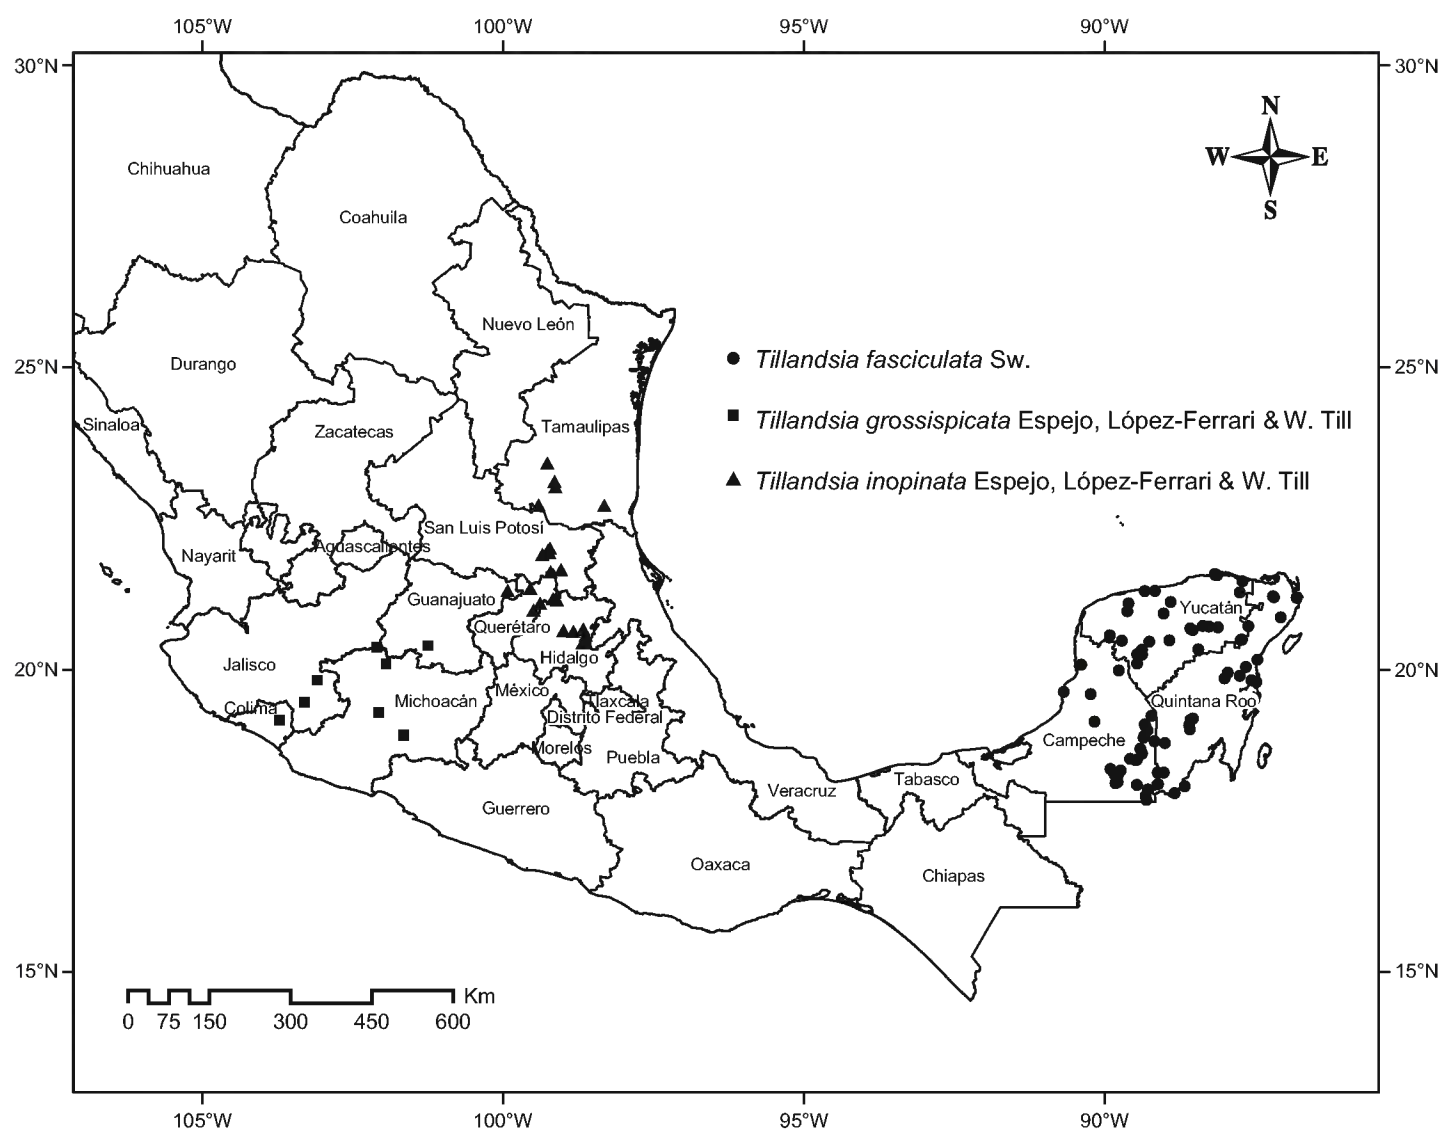 105°W 100°W 95°W 90°W
30°N 30°N
N
W E
S
Chihuahua
Coahuila
Nuevo León
Durango
25°N 25°N
Tillandsia fasciculata Sw.
Sinaloa
Zacatecas
Tamaulipas
Tillandsia grossispicata Espejo, López-Ferrari & W. Till
Tillandsia inopinata Espejo, López-Ferrari & W. Till
San Luis Potosí
Nayarit
Aguascalientes
Guanajuato
Yucatán
Querétaro
Hidalgo
Jalisco
20°N 20°N
México
Michoacán
Tlaxcala
Quintana Roo
Colima
Distrito Federal
Morelos
Campeche
Puebla
Tabasco
Veracruz
Guerrero
Oaxaca
Chiapas
15°N 15°N
Km
0 75 150 300 450 600
105°W 100°W 95°W 90°W